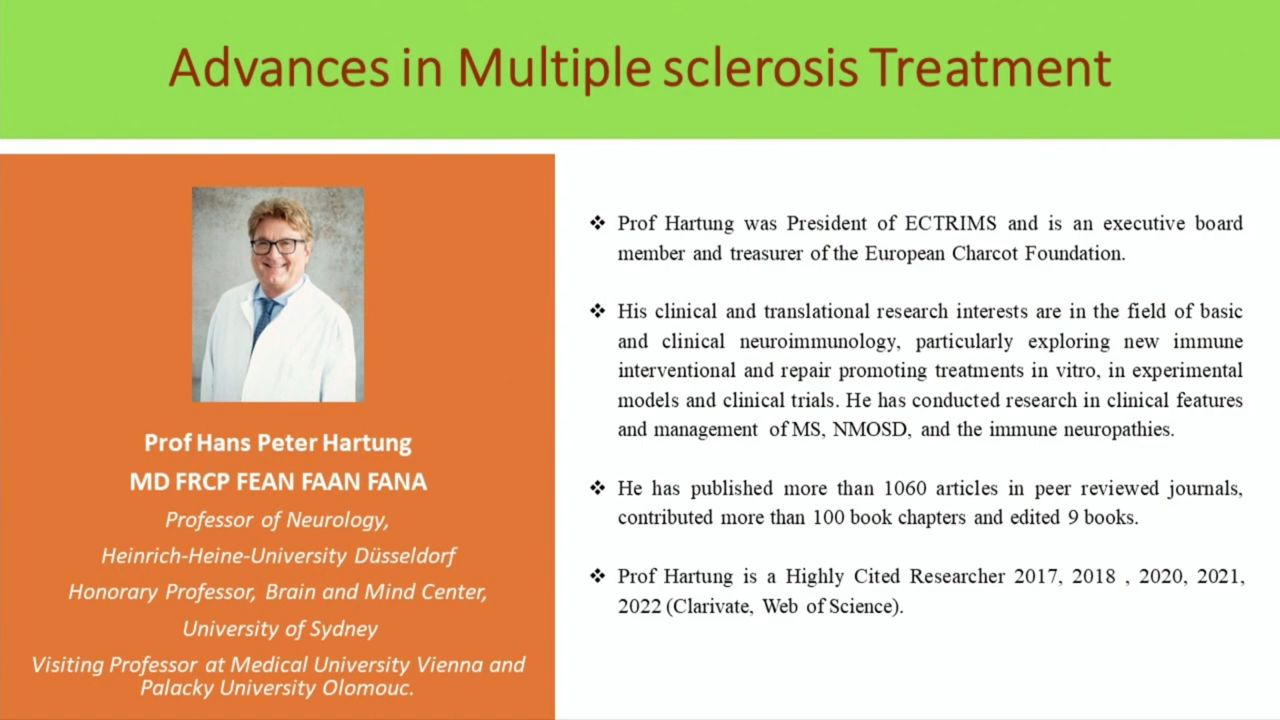 Advances in Multiple sclerosis Treatment
Prof Hans Peter Hartung
MD FRCP FEAN FAAN FANA
Professor of Neurology,
Heinrich-Heine-University Düsseldorf
Honorary Professor, Brain and Mind Center,
University of Sydney
Visiting Professor at Medical University Vienna and
Palacky University Olomouc.
❖ Prof Hartung was President of ECTRIMS and is an executive board
member and treasurer of the European Charcot Foundation.
❖ His clinical and translational research interests are in the field of basic
and clinical neuroimmunology, particularly exploring new immune
interventional and repair promoting treatments in vitro, in experimental
models and clinical trials. He has conducted research in clinical features
and management of MS, NMOSD, and the immune neuropathies.
❖ He has published more than 1060 articles in peer reviewed journals,
contributed more than 100 book chapters and edited 9 books.
❖ Prof Hartung is a Highly Cited Researcher 2017, 2018 , 2020, 2021,
2022 (Clarivate, Web of Science).